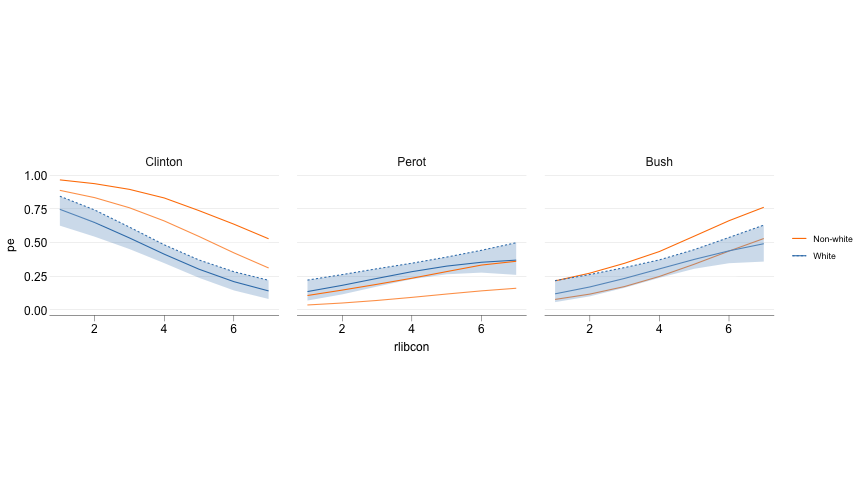 Clinton Perot Bush
1.00
0.75
0.50
0.25
0.00
pe
2 4 6 2 4 6 2 4 6
rlibcon
Non-white
White